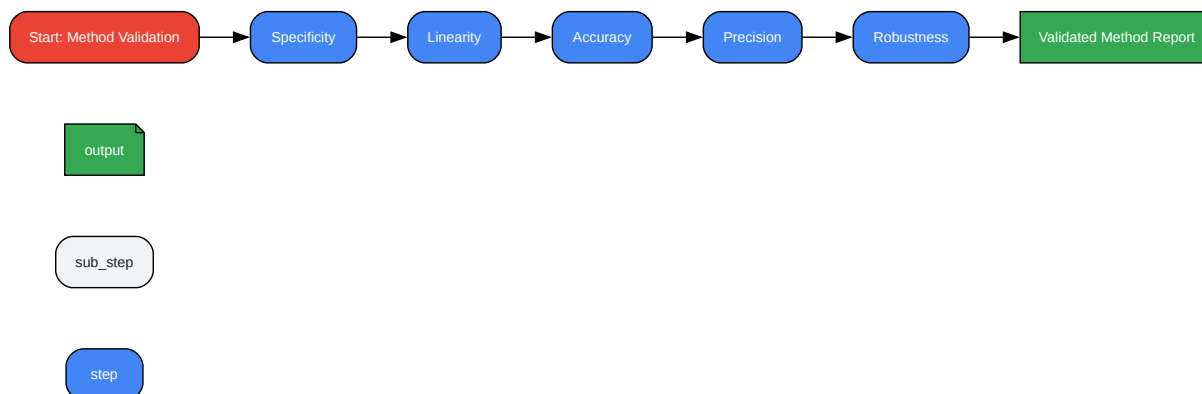 Start: Method Validation
Specificity
Linearity
Accuracy
Precision
Robustness
Validated Method Report
output
sub_step
step